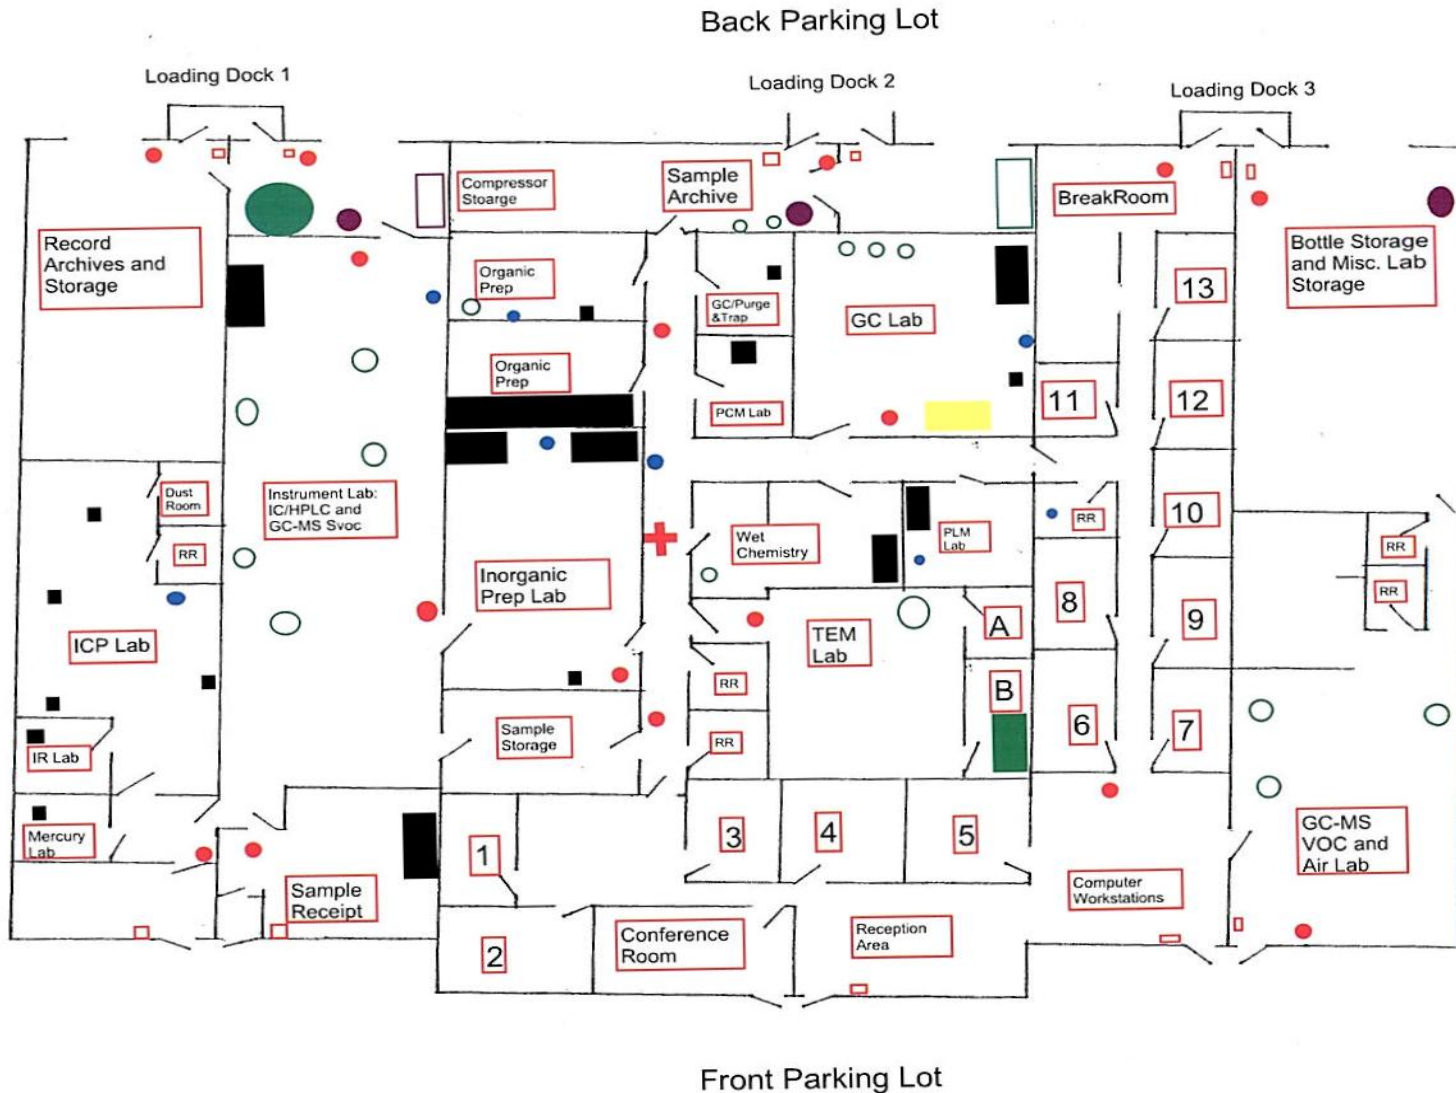 Back Parking Lot
Loading Dock 1
Loading Dock 2
Loading Dock 3
Record
Archives and
Storage
Compressor
Stoarge
Sample
Archive
BreakRoom
Bottle Storage
and Misc. Lab
Storage
Organic
Prep
GC/Purge
&Trap
GC Lab
13
Organic
Prep
PCM Lab
11
12
Dust
Room
RR
Instrument Lab:
IC/HPLC and
GC-MS Svoc
Wet
Chemistry
PLM
Lab
RR
10
RR
RR
Inorganic
Prep Lab
ICP Lab
TEM
Lab
A
8
9
RR
B
Sample
Storage
RR
6
7
IR Lab
Mercury
Lab
1
3
4
5
GC-MS
VOC and
Air Lab
Sample
Receipt
Computer
Workstations
2
Conference
Room
Reception
Area
Front Parking Lot